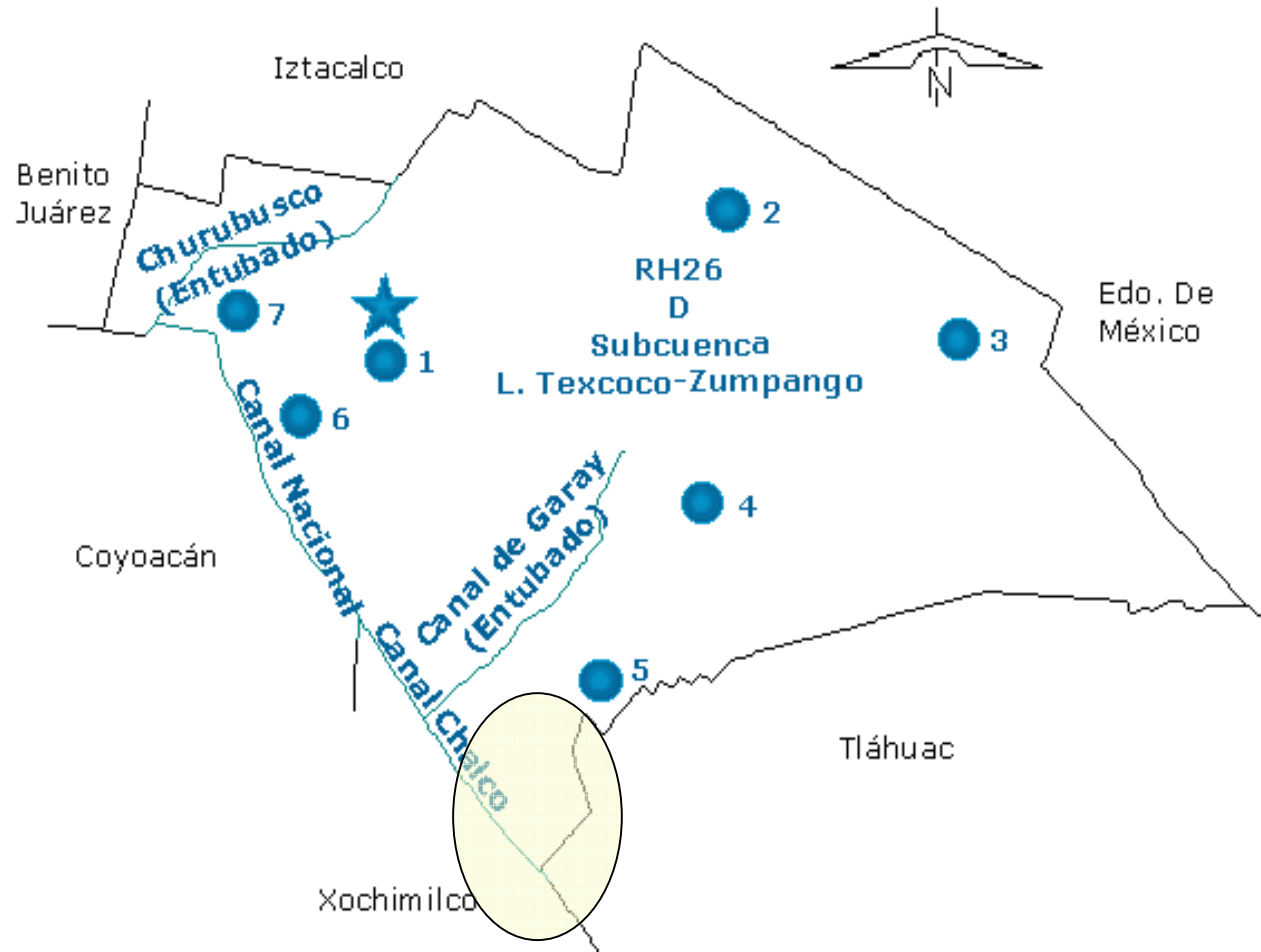 Iztacalco
N
Benito
Juárez
Churubusco
(Entubado)
2
RH26
D
Subcuenca
L. Texcoco-Zumpango
Edo. De
México
7
1
3
6
Canal Nacional
Canal de Garay
(Entubado)
4
Coyoacán
Canal Chalco
5
Tláhuac
Xochimilco